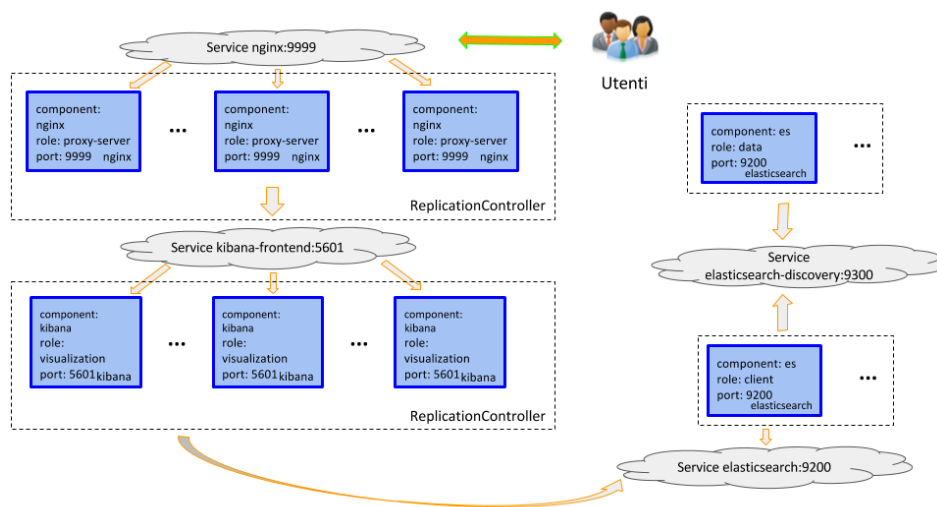 Service nginx:9999
Utenti
component:
nginx
role: proxy-server
port: 9999 nginx
...
component:
nginx
role: proxy-server
port: 9999 nginx
...
component:
nginx
role: proxy-server
port: 9999 nginx
ReplicationController
Service kibana-frontend:5601
component:
kibana
role:
visualization
port: 5601 kibana
...
component:
kibana
role:
visualization
port: 5601 kibana
...
component:
kibana
role:
visualization
port: 5601 kibana
ReplicationController
component: es
role: data
port: 9200
elasticsearch
...
Service
elasticsearch-discovery:9300
component: es
role: client
port: 9200
elasticsearch
...
Service elasticsearch:9200